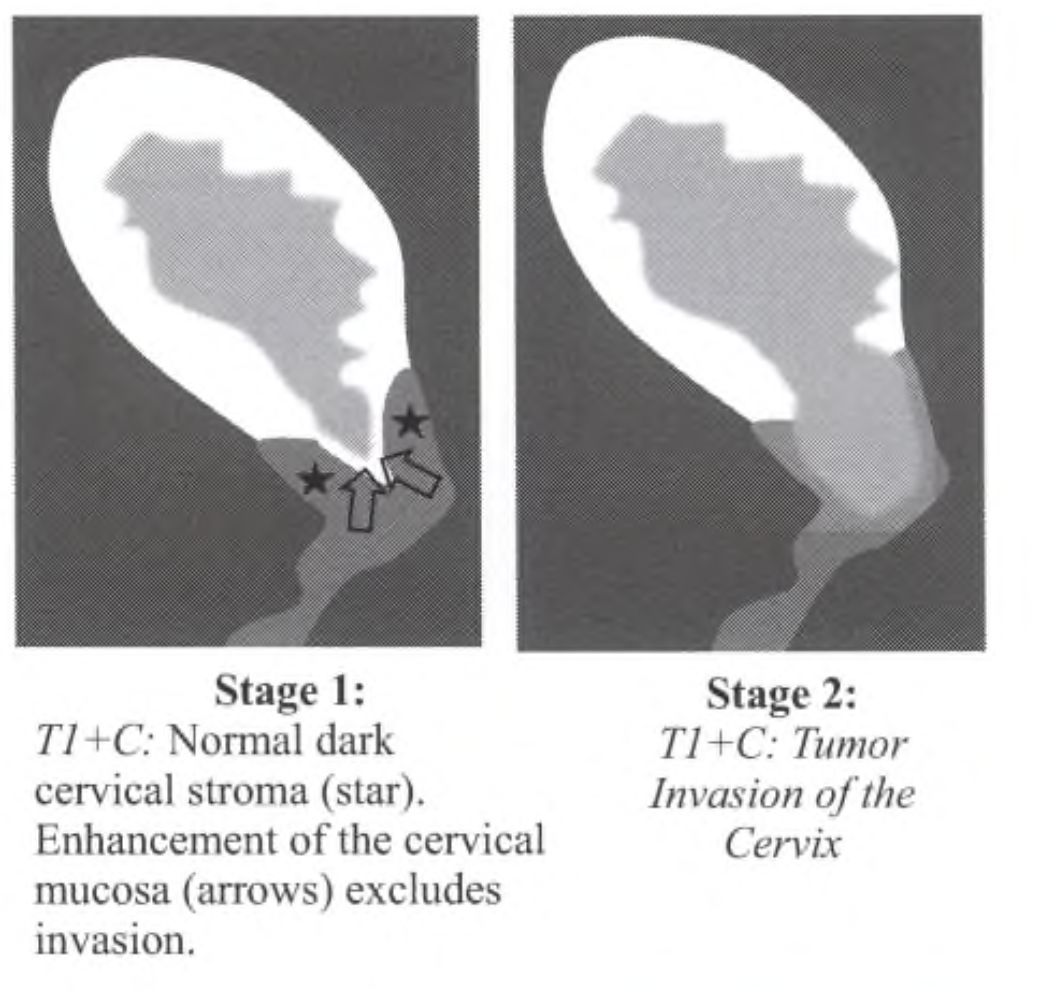 Stage 1:
T1+C: Normal dark
cervical stroma (star).
Enhancement of the cervical
mucosa (arrows) excludes
invasion.
Stage 2:
T1+C: Tumor
Invasion of the
Cervix